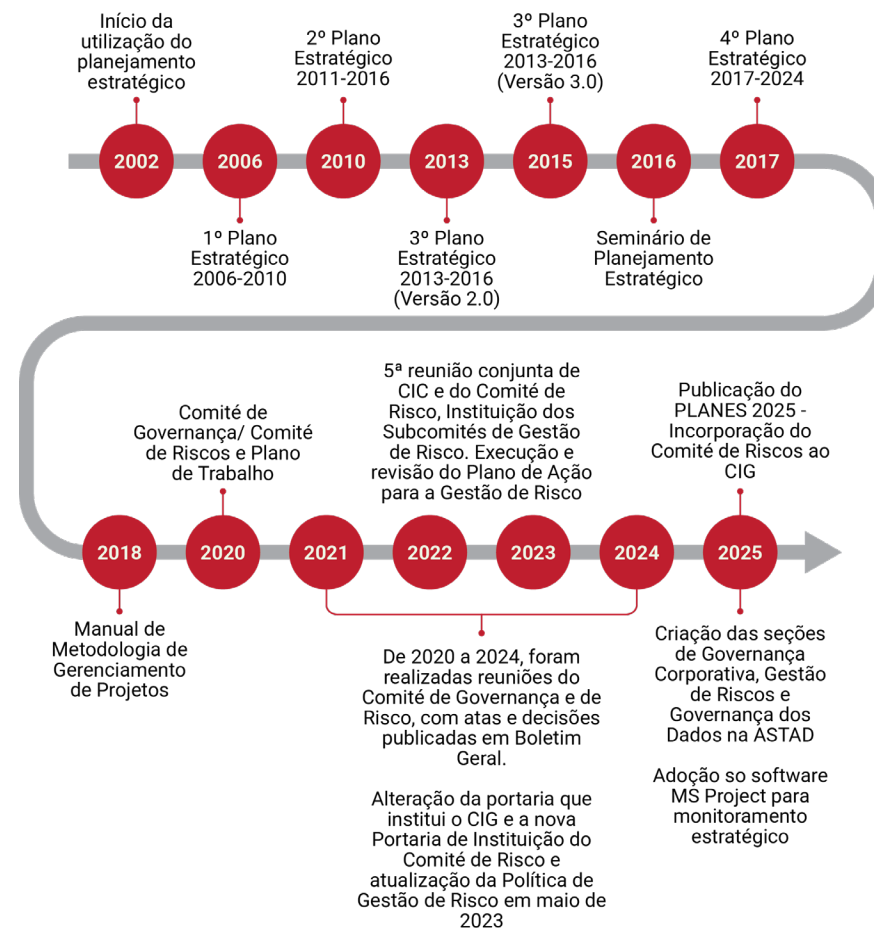 Início da
utilização do
planejamento
estratégico
2º Plano
Estratégico
2011-2016
3º Plano
Estratégico
2013-2016
(Versão 3.0)
4º Plano
Estratégico
2017-2024
2002
2006
2010
2013
2015
2016
2017
1º Plano
Estratégico
2006-2010
3º Plano
Estratégico
2013-2016
(Versão 2.0)
Seminário de
Planejamento
Estratégico
Comité de
Governança/ Comité
de Riscos e Plano
de Trabalho
5ª reunião conjunta de
CIC e do Comité de
Risco, Instituição dos
Subcomités de Gestão
de Risco. Execução e
revisão do Plano de Ação
para a Gestão de Risco
Publicação do
PLANES 2025 -
Incorporação do
Comité de Riscos ao
CIG
2018
2020
2021
2022
2023
2024
2025
Manual de
Metodologia de
Gerenciamento
de Projetos
De 2020 a 2024, foram
realizadas reuniões do
Comité de Governança e de
Risco, com atas e decisões
publicadas em Boletim
Geral.
Alteração da portaria que
institui o CIG e a nova
Portaria de Instituição do
Comité de Risco e
atualização da Política de
Gestão de Risco em maio de
2023
Criação das seções
de Governança
Corporativa, Gestão
de Riscos e
Governança dos
Dados na ASTAD
Adoção so software
MS Project para
monitoramento
estratégico